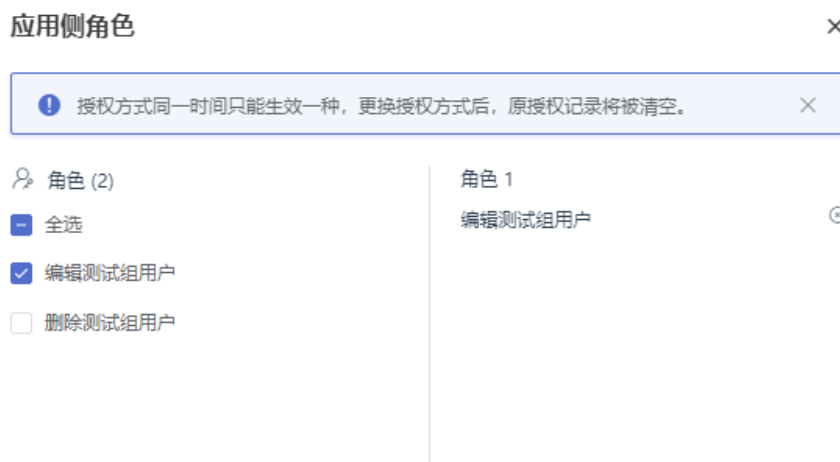 应用侧角色
授权方式同一时间只能生效一种，更换授权方式后，原授权记录将被清空。
角色 (2)
全选
编辑测试组用户
删除测试组用户
角色 1
编辑测试组用户